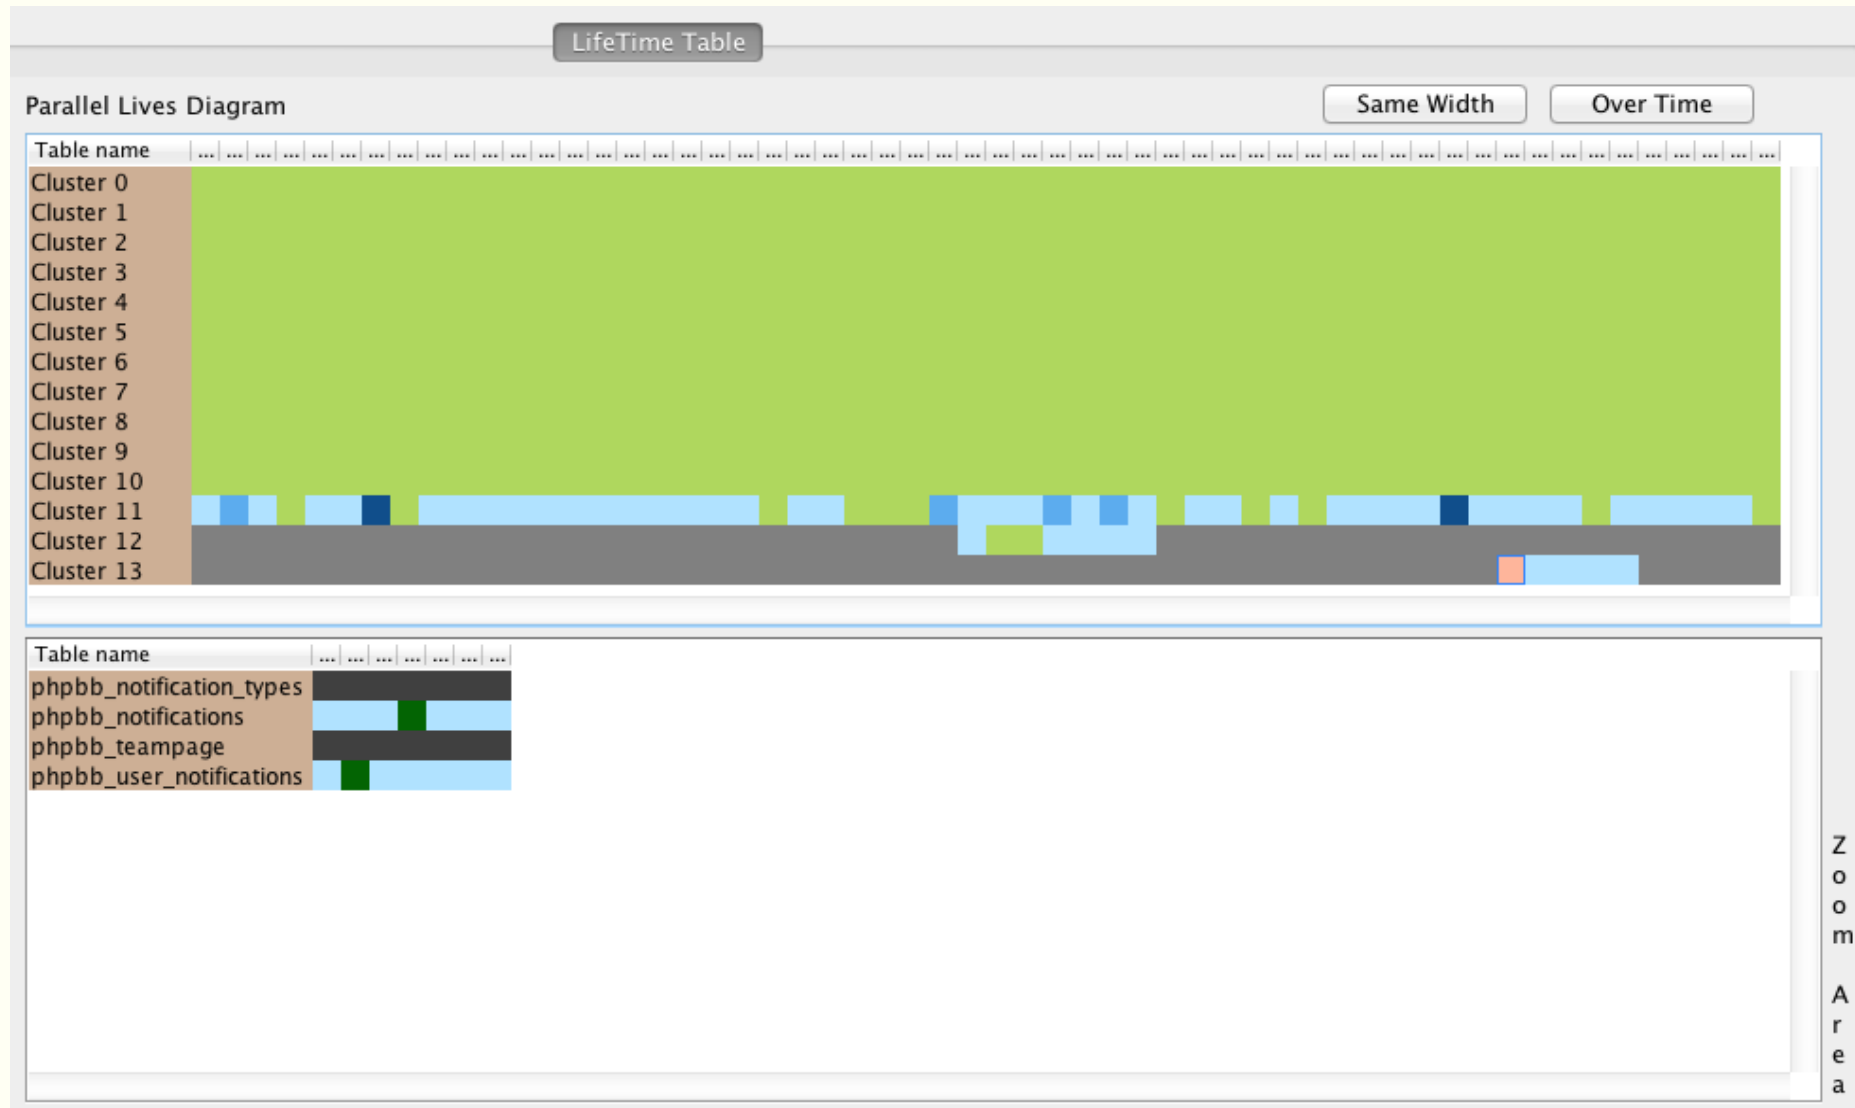 LifeTime Table
Parallel Lives Diagram Same Width Over Time
Table name ... ... ... ... ... ... ... ... ... ... ... ... ... ... ... ... ... ... ... ... ... ... ... ... ... ... ... ... ... ... ... ... ... ... ... ... ... ... ... ... ... ... ... ... ... ... ... ... ... ... ... ... ... ... ... ...
Cluster 0
Cluster 1
Cluster 2
Cluster 3
Cluster 4
Cluster 5
Cluster 6
Cluster 7
Cluster 8
Cluster 9
Cluster 10
Cluster 11
Cluster 12
Cluster 13
Table name ... ... ... ... ... ... ...
phpbb_notification_types
phpbb_notifications
phpbb_teampage
phpbb_user_notifications
Zoom Area